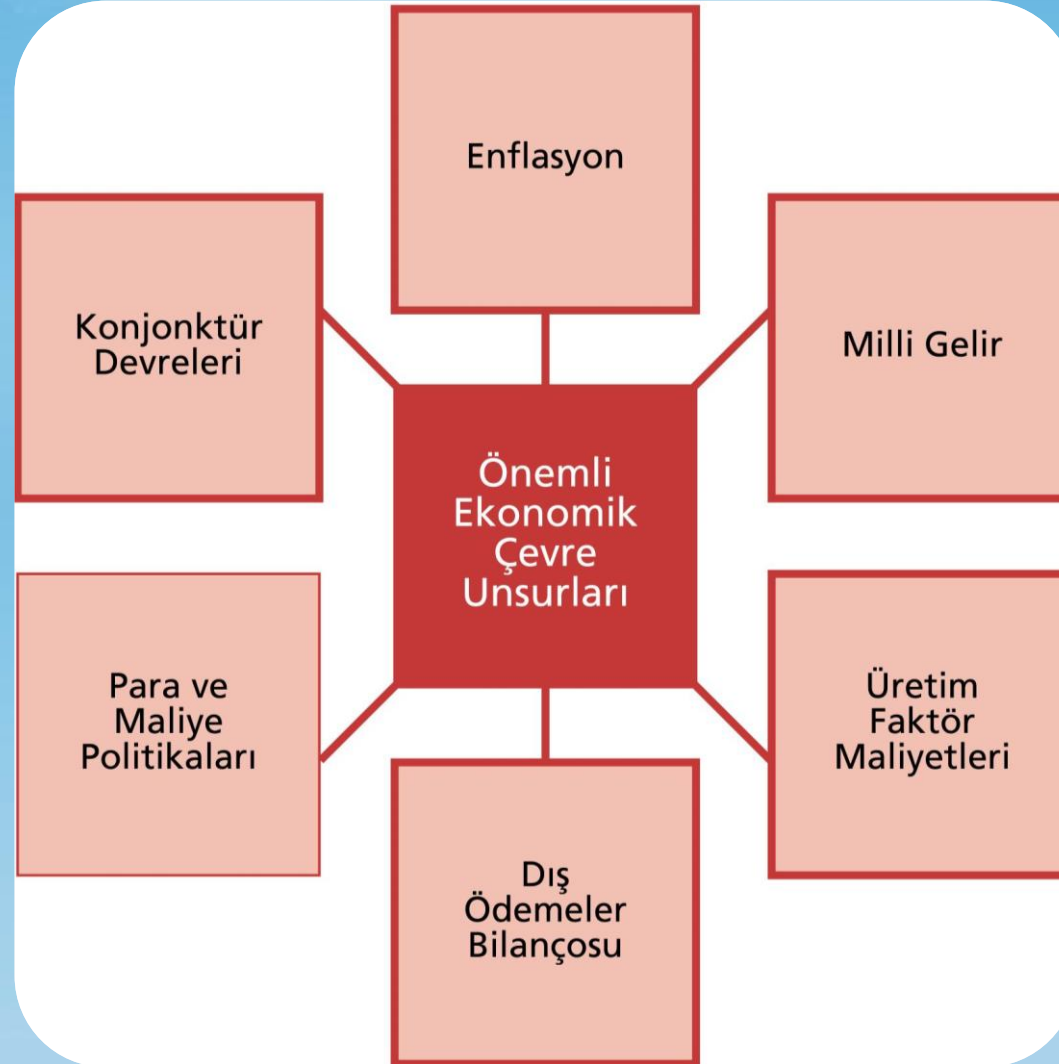 Enflasyon
Konjonktür
Devreleri
Milli Gelir
Önemli
Ekonomik
Çevre
Unsurları
Para ve
Maliye
Politikaları
Üretim
Faktör
Maliyetleri
Dış
Ödemeler
Bilançosu